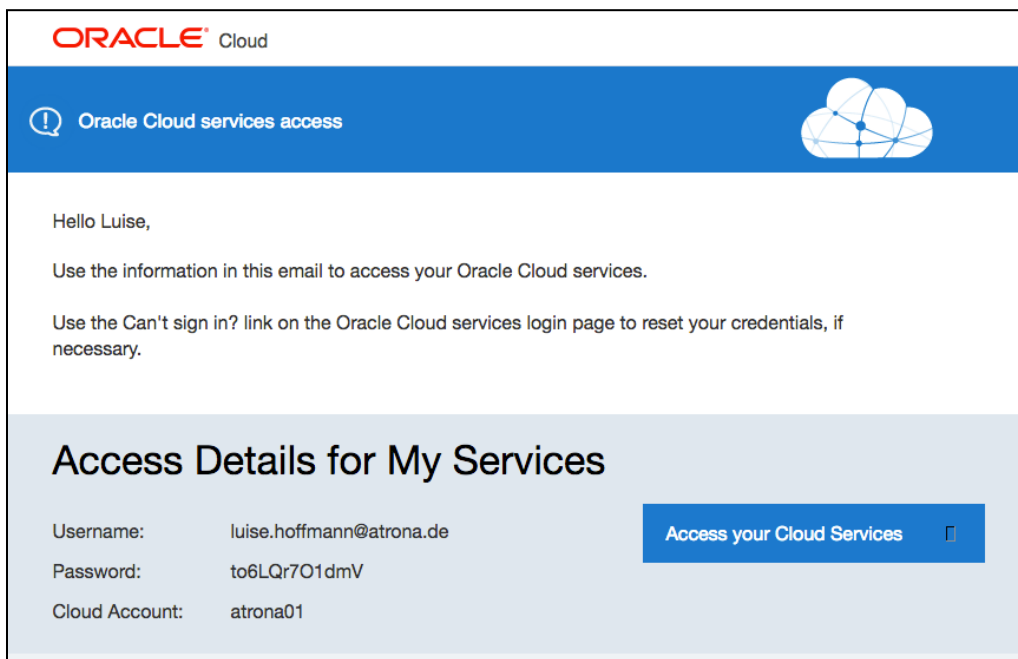 ORACLE Cloud
Oracle Cloud services access
Hello Luise,
Use the information in this email to access your Oracle Cloud services.
Use the Can't sign in? link on the Oracle Cloud services login page to reset your credentials, if
necessary.
Access Details for My Services
Username: luise.hoffmann@atrona.de
Access your Cloud Services
Password: to6LQr7O1dmV
Cloud Account: atrona01